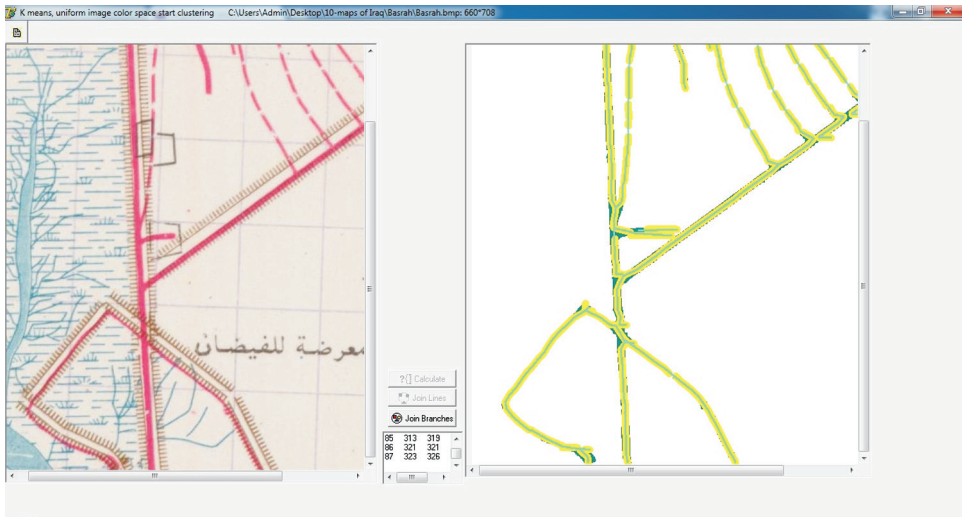 K means, uniform image color space start clustering C:\Users\Admin\Desktop\10-maps of Iraq\Basrah\Basrah.bmp: 660*708
معرضة للفيضان
?{} Calculate
Join Lines
Join Branches
85 313 319
86 321 321
87 323 326